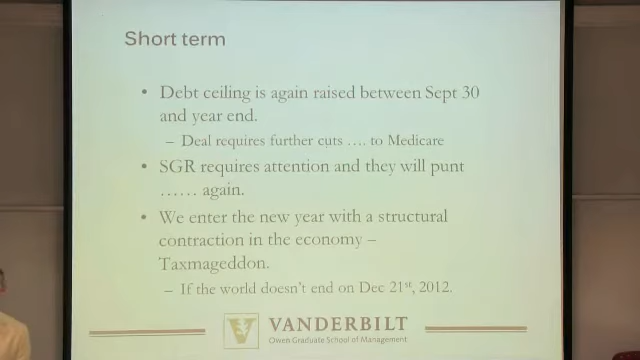 Short term
• Debt ceiling is again raised between Sept 30
and year end.
– Deal requires further cuts …. to Medicare
• SGR requires attention and they will punt
…… again.
• We enter the new year with a structural
contraction in the economy –
Taxmageddon.
– If the world doesn't end on Dec 21st, 2012.
V VANDERBILT
Owen Graduate School of Management